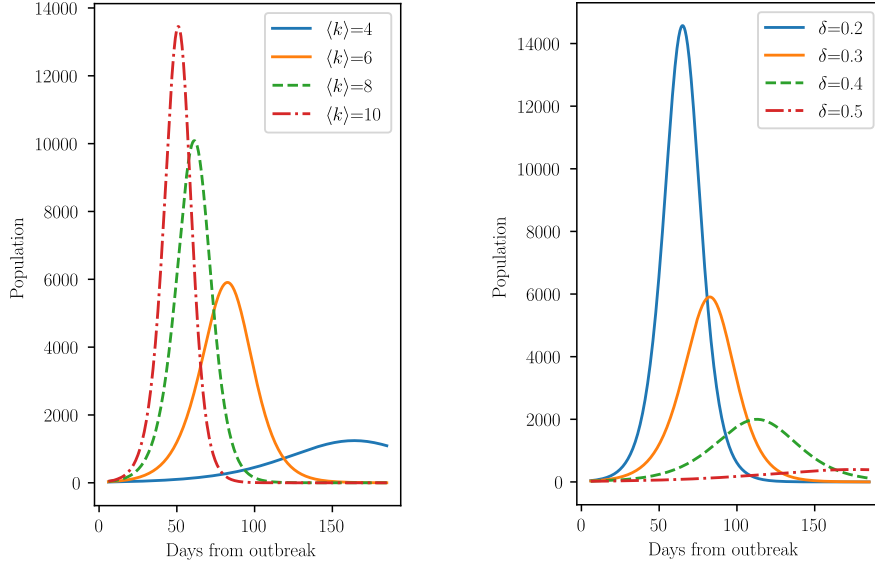 14000
12000
10000
8000
6000
4000
2000
0
Population
0
50
100
150
Days from outbreak
⟨k⟩=4
⟨k⟩=6
⟨k⟩=8
⟨k⟩=10
14000
12000
10000
8000
6000
4000
2000
0
Population
0
50
100
150
Days from outbreak
δ=0.2
δ=0.3
δ=0.4
δ=0.5